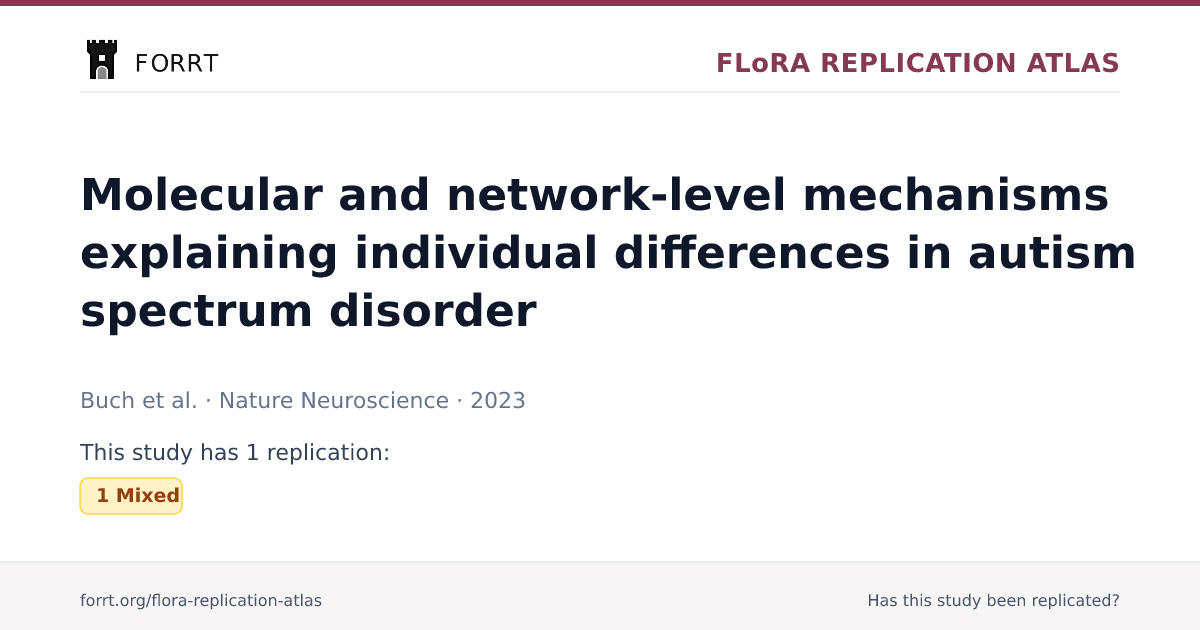 FORRT
FLoRA REPLICATION ATLAS
Molecular and network-level mechanisms
explaining individual differences in autism
spectrum disorder
Buch et al. · Nature Neuroscience · 2023
This study has 1 replication:
1 Mixed
forrt.org/flora-replication-atlas
Has this study been replicated?